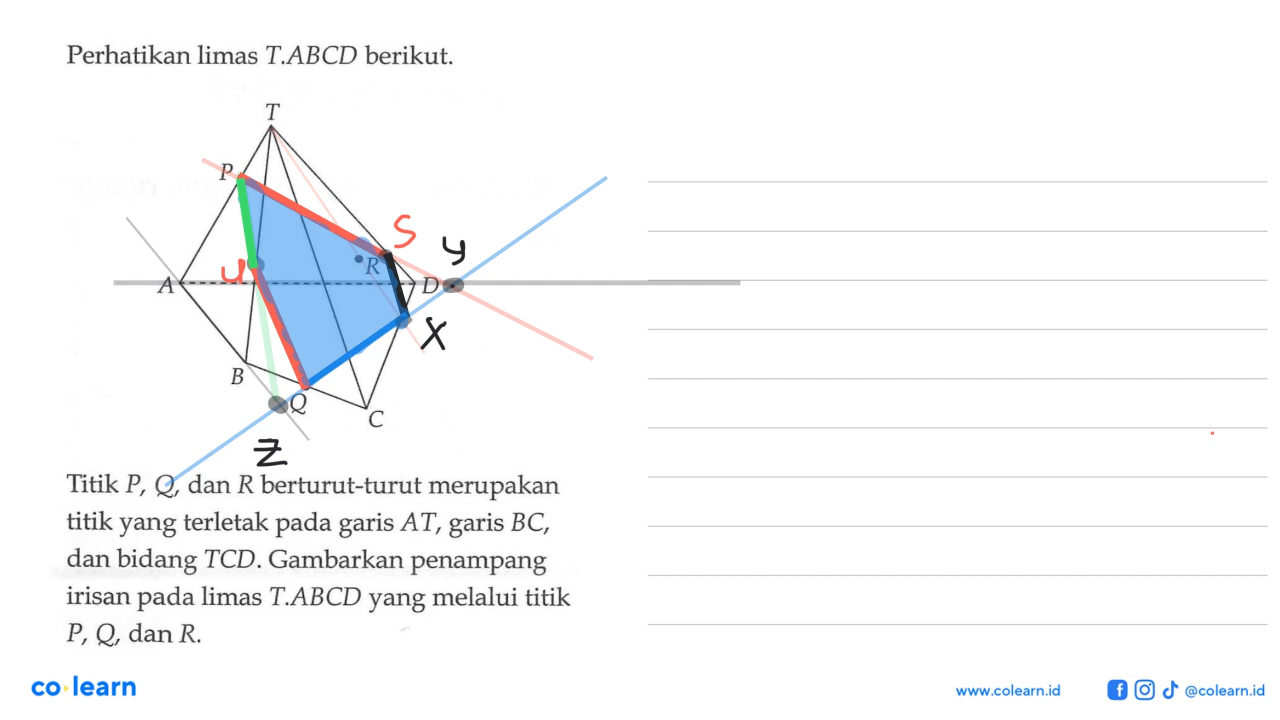 Perhatikan limas T.ABCD berikut.
T
P
S
y
R
A
U
D
X
B
Q
C
Z
Titik P, Q, dan R berturut-turut merupakan
titik yang terletak pada garis AT, garis BC,
dan bidang TCD. Gambarkan penampang
irisan pada limas T.ABCD yang melalui titik
P, Q, dan R.
co learn
www.colearn.id
@colearn.id